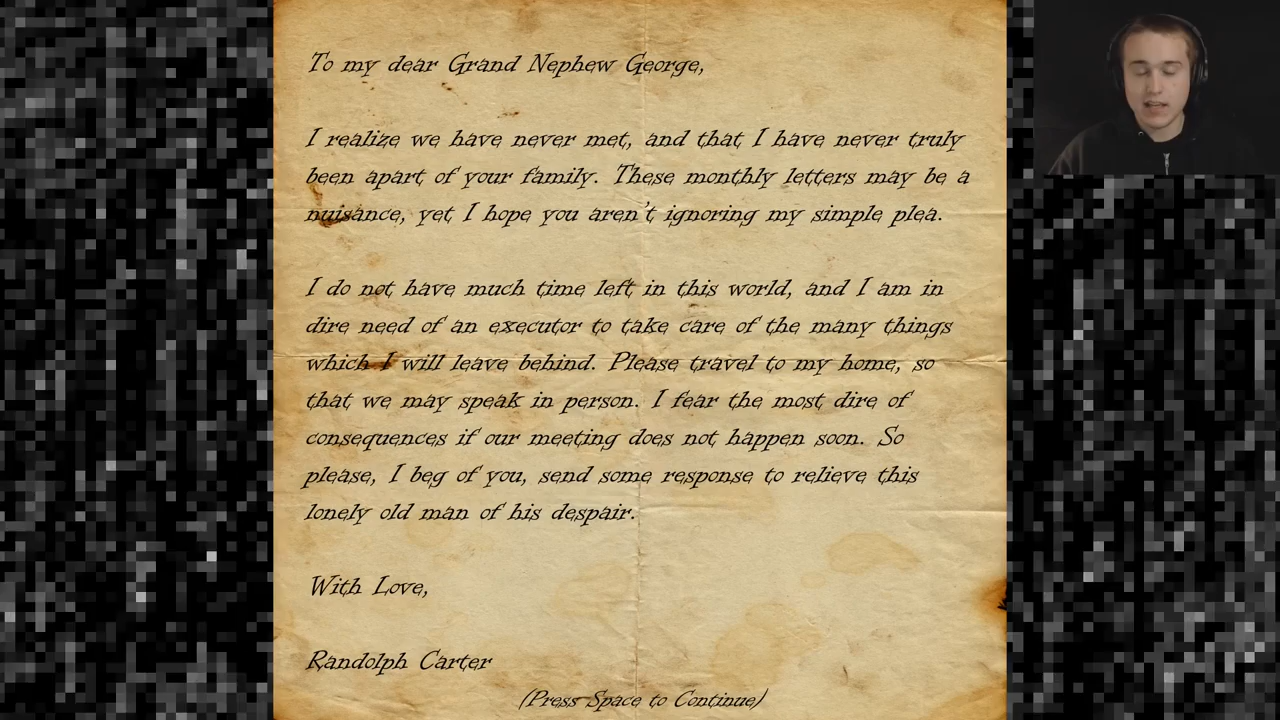 To my dear Grand Nephew George,
I realize we have never met, and that I have never truly
been apart of your family. These monthly letters may be a
nuisance, yet I hope you aren't ignoring my simple plea.
I do not have much time left in this world, and I am in
dire need of an executor to take care of the many things
which I will leave behind. Please travel to my home, so
that we may speak in person. I fear the most dire of
consequences if our meeting does not happen soon. So
please, I beg of you, send some response to relieve this
lonely old man of his despair.
With Love,
Randolph Carter
(Press Space to Continue)